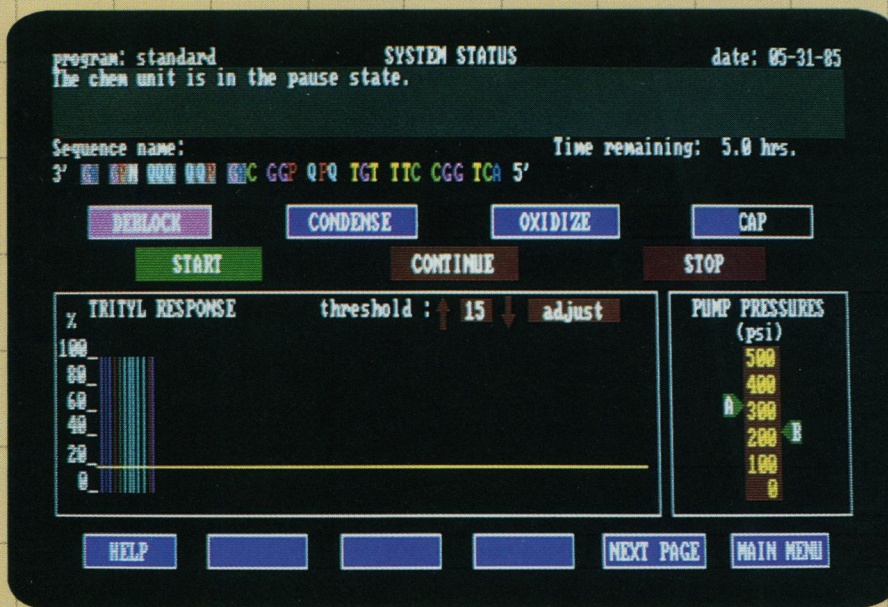 program: standard SYSTEM STATUS date: 05-31-85
The chem unit is in the pause state.
Sequence name: Time remaining: 5.0 hrs.
3' QQQ GGP QPQ TGT TTC CGG TCA 5'
DEBLOCK CONDENSE OXIDIZE CAP
START CONTINUE STOP
% TRITYL RESPONSE threshold : 15 adjust
PUMP PRESSURES
(psi)
100
80
60
40
20
0
500
400
A 300
200 B
100
0
HELP NEXT PAGE MAIN MENU